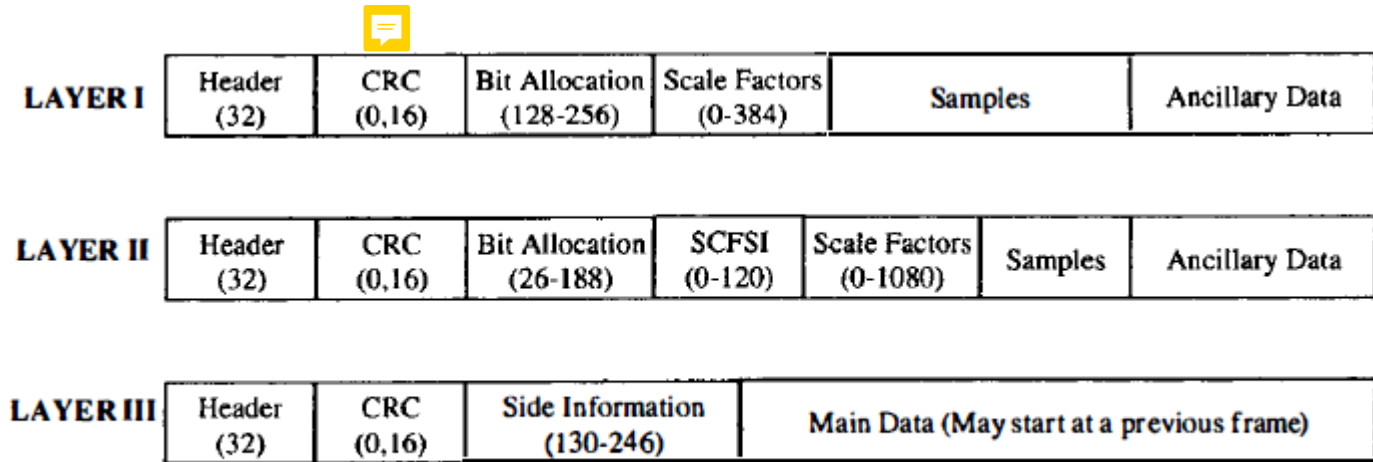 LAYER I
Header
(32)
CRC
(0,16)
Bit Allocation
(128-256)
Scale Factors
(0-384)
Samples
Ancillary Data
LAYER II
Header
(32)
CRC
(0,16)
Bit Allocation
(26-188)
SCFSI
(0-120)
Scale Factors
(0-1080)
Samples
Ancillary Data
LAYER III
Header
(32)
CRC
(0,16)
Side Information
(130-246)
Main Data (May start at a previous frame)